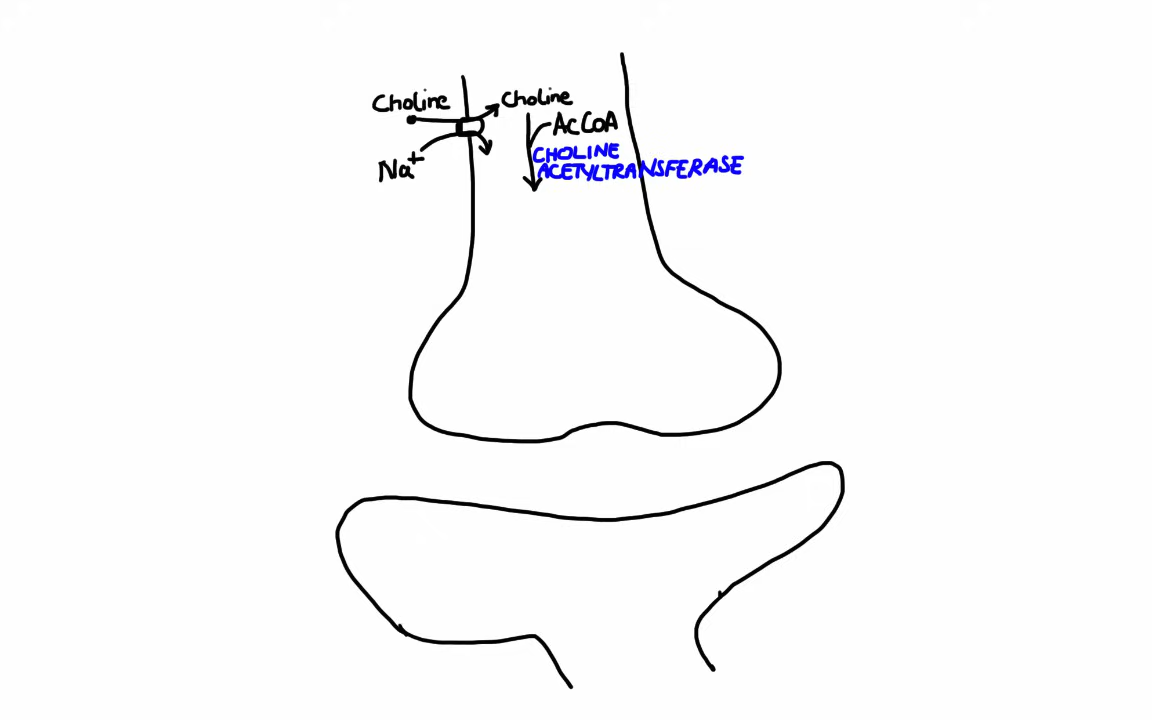 Choline
Choline
AcCoA
Na+
CHOLINE
ACETYLTRANSFERASE